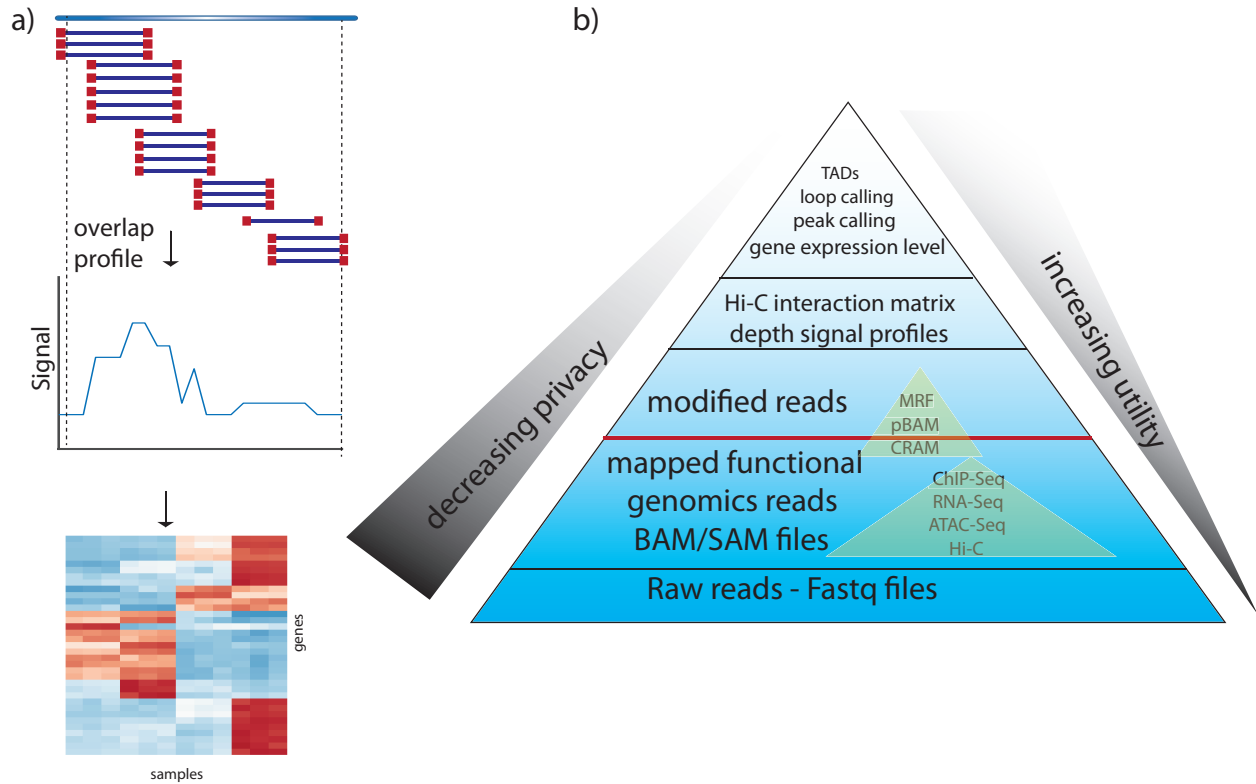 a)
overlap
profile
Signal
genes
samples
b)
TADs
loop calling
peak calling
gene expression level
Hi-C interaction matrix
depth signal profiles
modified reads
MRF
pBAM
CRAM
mapped functional
genomics reads
BAM/SAM files
ChIP-Seq
RNA-Seq
ATAC-Seq
Hi-C
Raw reads - Fastq files
decreasing privacy
increasing utility